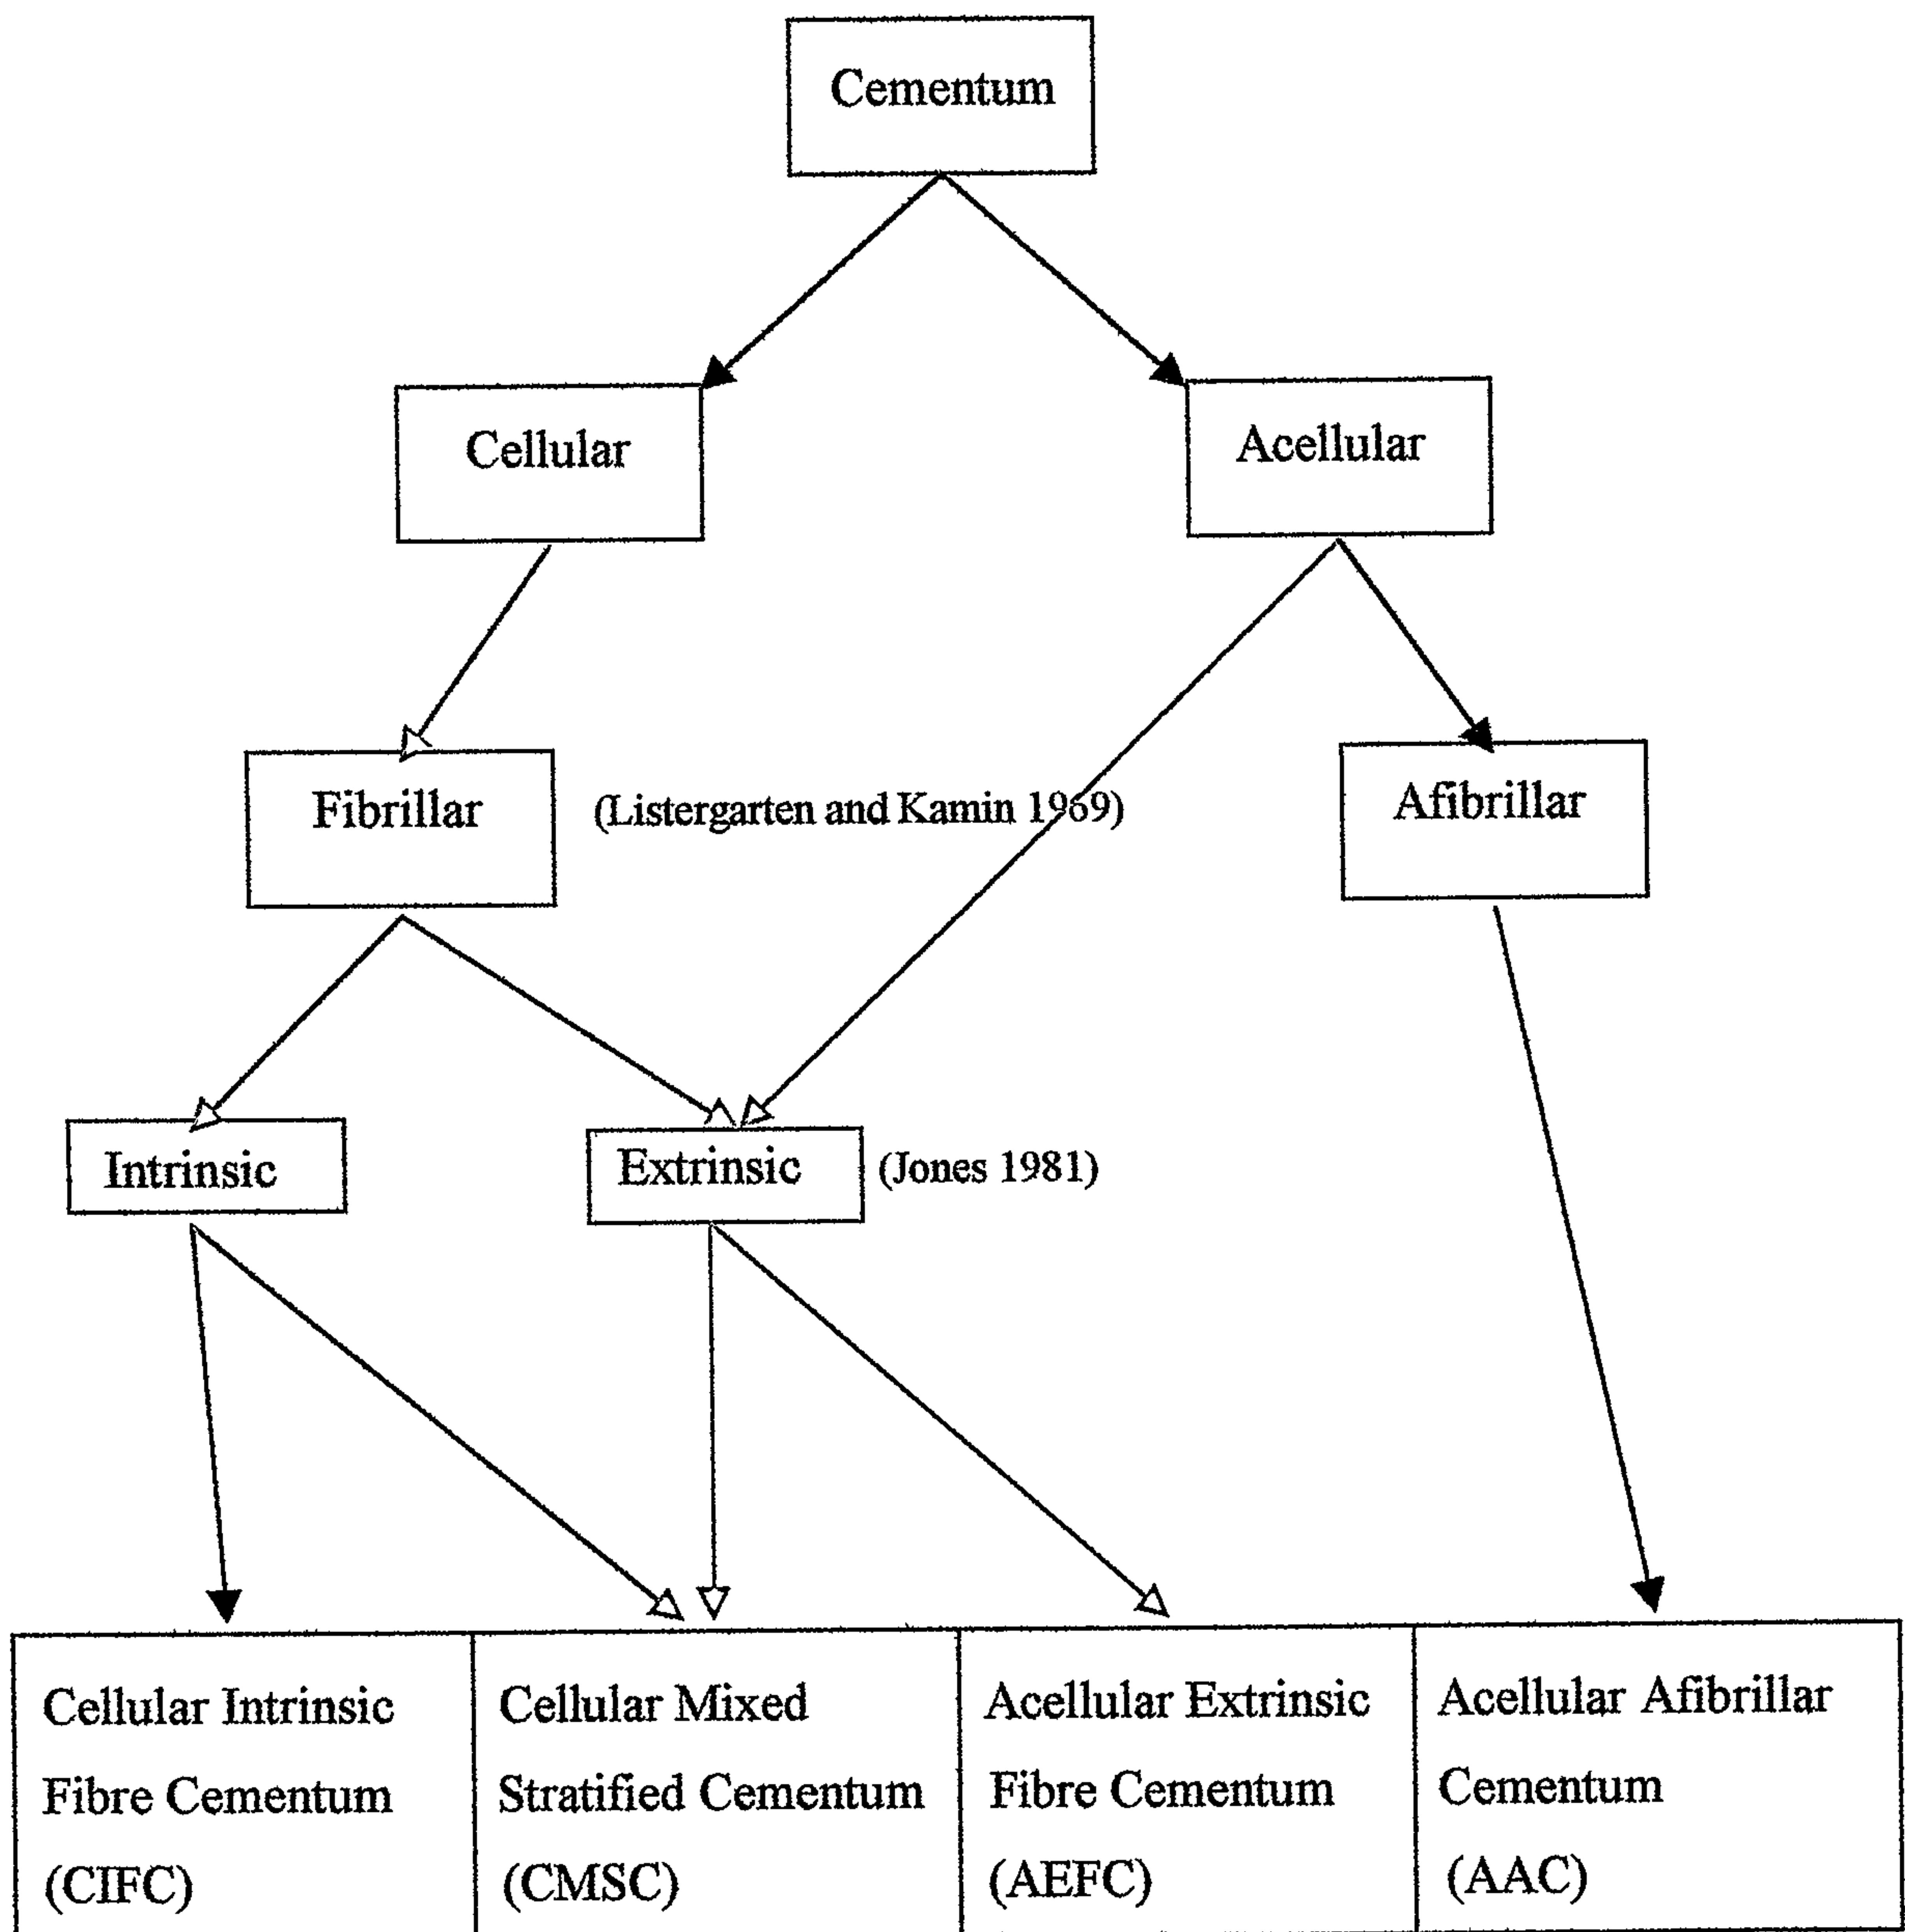 Cementum
Cellular
Acellular
Fibrillar
(Listergarten and Kamin 1969)
Afibrillar
Intrinsic
Extrinsic
(Jones 1981)
Cellular Intrinsic
Fibre Cementum
(CIFC)
Cellular Mixed
Stratified Cementum
(CMSC)
Acellular Extrinsic
Fibre Cementum
(AEFC)
Acellular Afibrillar
Cementum
(AAC)